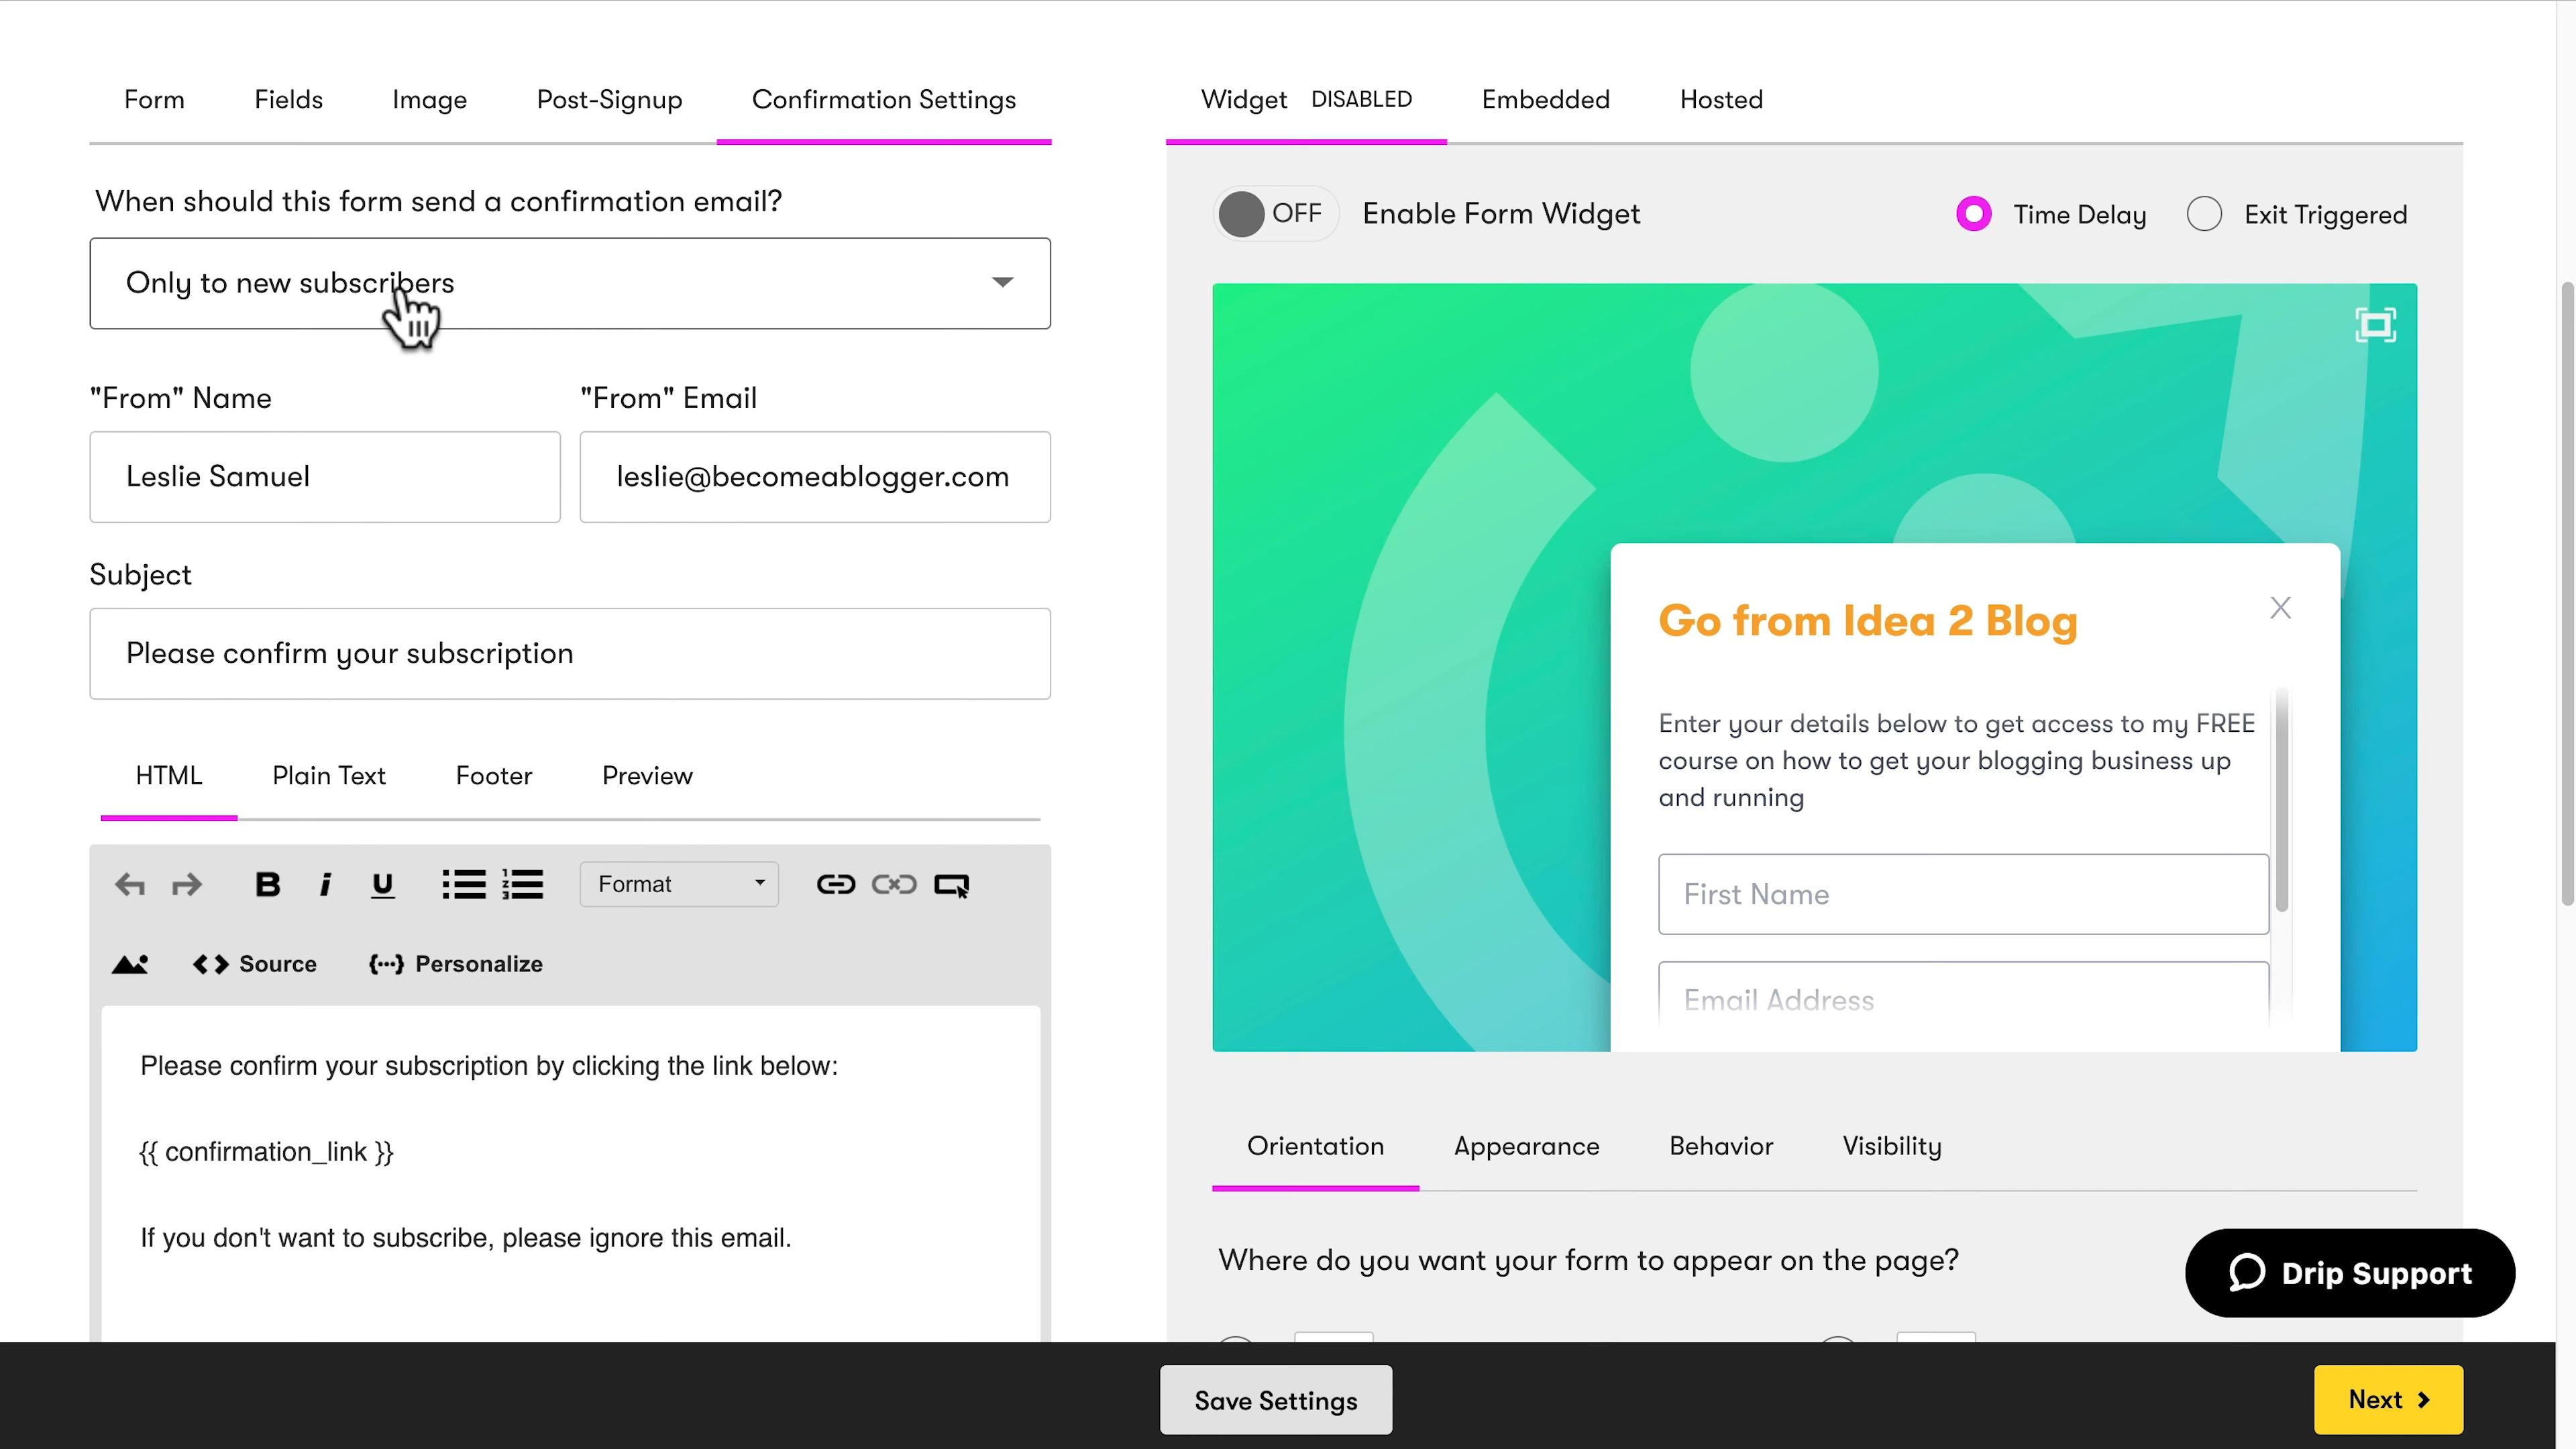 Form Fields Image Post-Signup Confirmation Settings
When should this form send a confirmation email?
Only to new subscribers
"From" Name "From" Email
Leslie Samuel leslie@becomeablogger.com
Subject
Please confirm your subscription
HTML Plain Text Footer Preview
B i U Format
Source Personalize
Please confirm your subscription by clicking the link below:
{{ confirmation_link }}
If you don't want to subscribe, please ignore this email.
Widget DISABLED Embedded Hosted
OFF Enable Form Widget Time Delay Exit Triggered
Go from Idea 2 Blog
Enter your details below to get access to my FREE
course on how to get your blogging business up
and running
First Name
Email Address
Orientation Appearance Behavior Visibility
Where do you want your form to appear on the page?
Drip Support
Save Settings Next